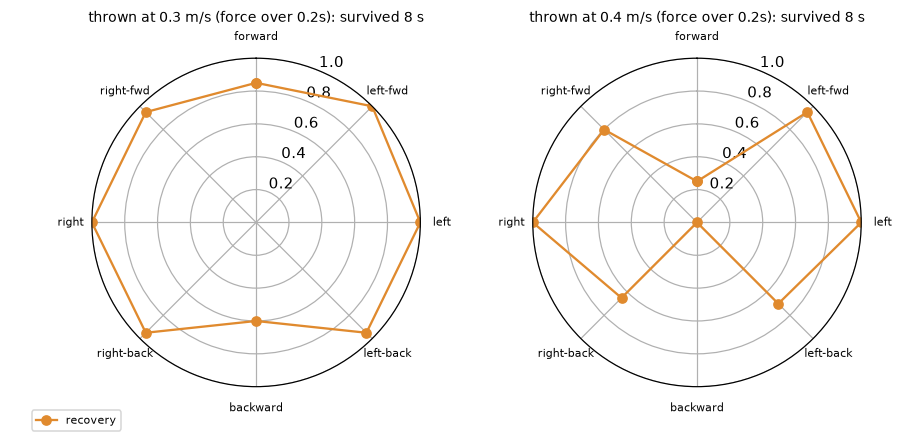 thrown at 0.3 m/s (force over 0.2s): survived 8 s
forward
right-fwd
left-fwd
right
left
right-back
left-back
backward
1.0
0.8
0.6
0.4
0.2
thrown at 0.4 m/s (force over 0.2s): survived 8 s
forward
right-fwd
left-fwd
right
left
right-back
left-back
backward
1.0
0.8
0.6
0.4
0.2
recovery